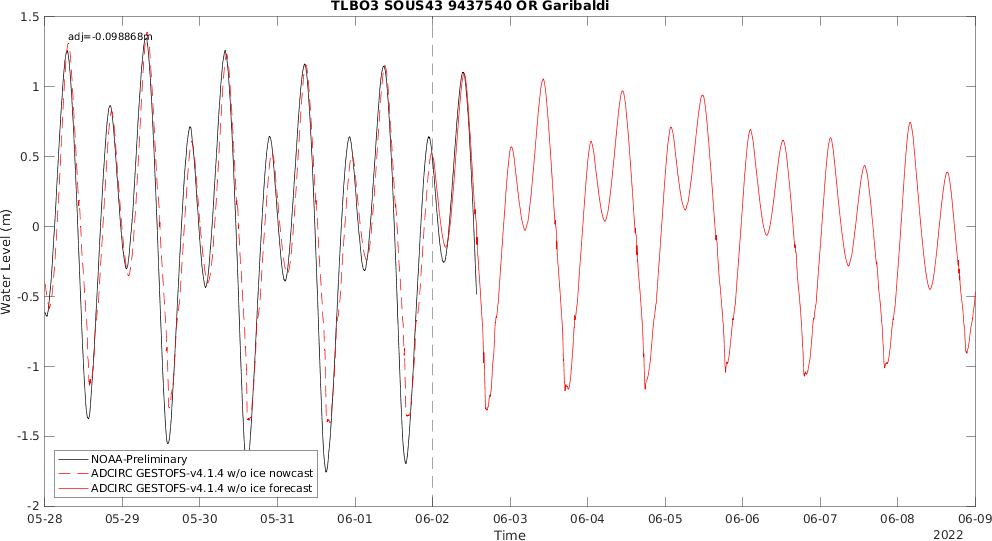 TLBO3 SOUS43 9437540 OR Garibaldi
adj=-0.098868m
1.5
1
0.5
0
-0.5
-1
-1.5
-2
Water Level (m)
NOAA-Preliminary
ADCIRC GESTOFS-v4.1.4 w/o ice nowcast
ADCIRC GESTOFS-v4.1.4 w/o ice forecast
05-28 05-29 05-30 05-31 06-01 06-02 06-03 06-04 06-05 06-06 06-07 06-08 06-09
Time
2022